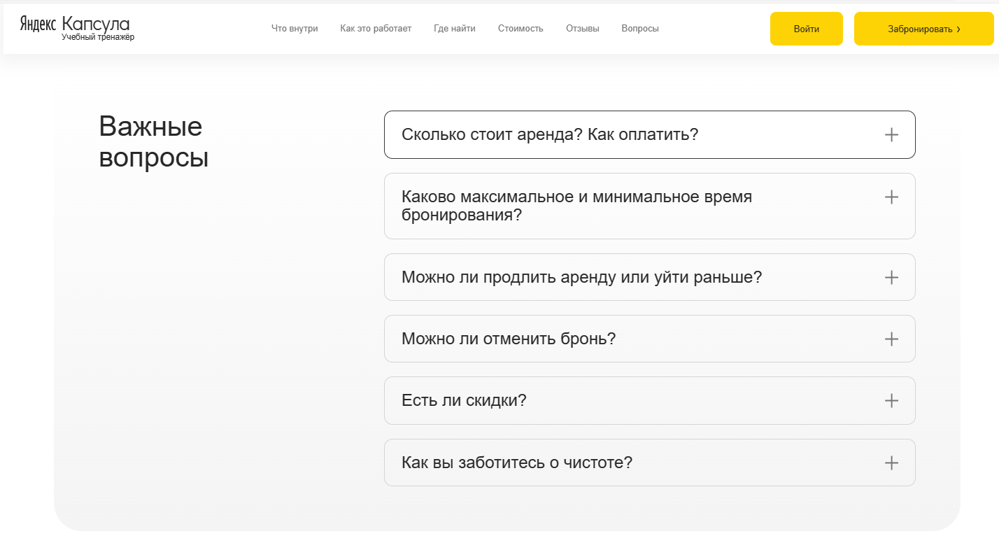 Яндекс Капсула
Учебный тренажёр
Что внутри
Как это работает
Где найти
Стоимость
Отзывы
Вопросы
Войти
Забронировать ›
Важные
вопросы
Сколько стоит аренда? Как оплатить?
Каково максимальное и минимальное время
бронирования?
Можно ли продлить аренду или уйти раньше?
Можно ли отменить бронь?
Есть ли скидки?
Как вы заботитесь о чистоте?